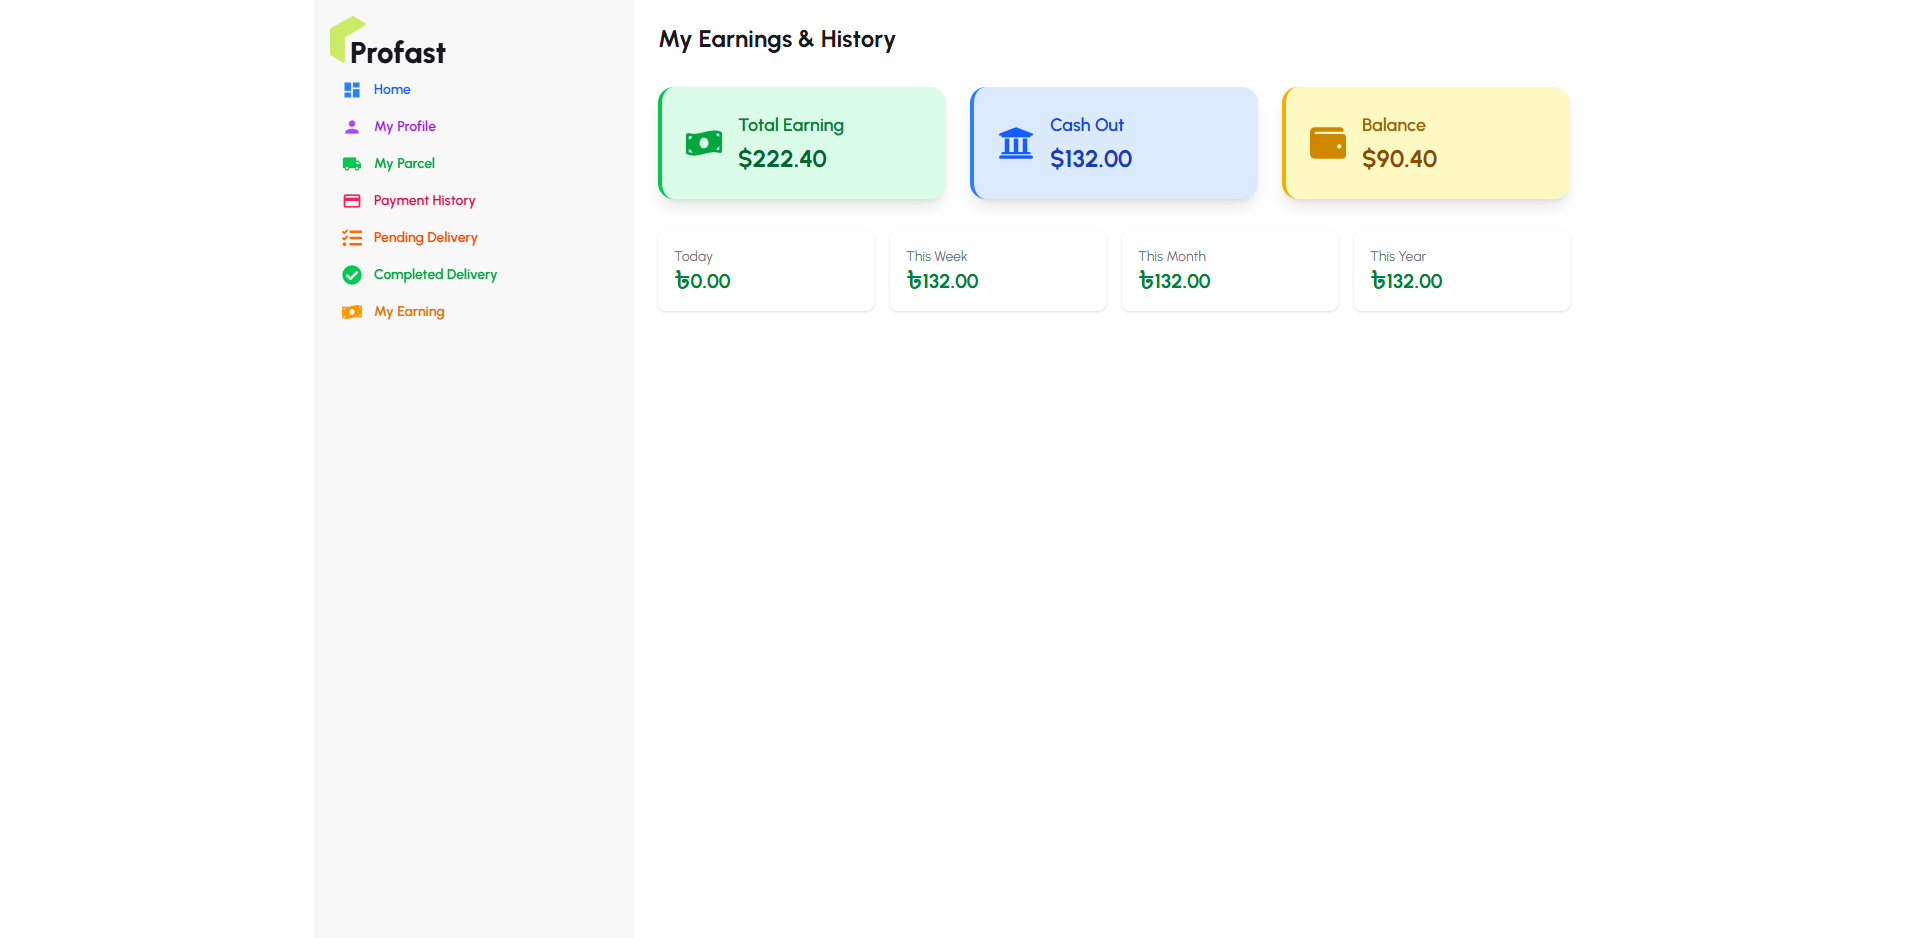 Profast
Home
My Profile
My Parcel
Payment History
Pending Delivery
Completed Delivery
My Earning
My Earnings & History
Total Earning
$222.40
Cash Out
$132.00
Balance
$90.40
Today
৳0.00
This Week
৳132.00
This Month
৳132.00
This Year
৳132.00